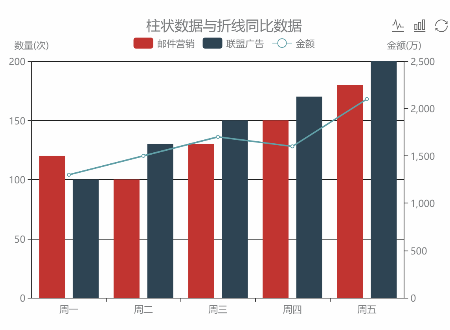 柱状数据与折线同比数据
邮件营销 联盟广告 金额
数量(次) 金额(万)
200 2,500
2,000
150
1,500
100
1,000
50
500
0 0
周一 周二 周三 周四 周五